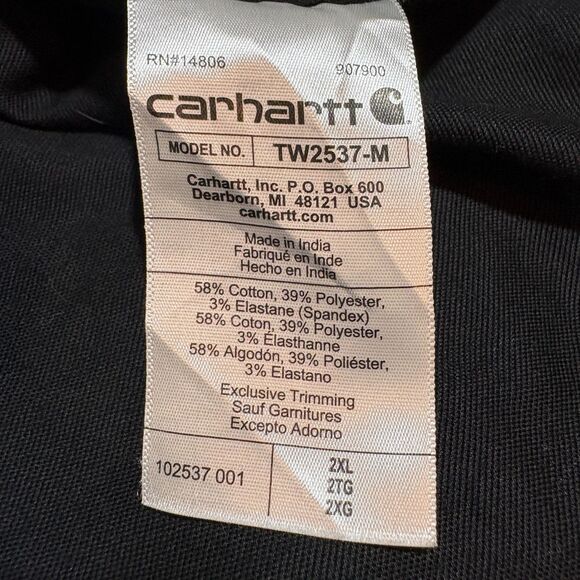 RN#14806 907900
carhartt
MODEL NO. TW2537-M
Carhartt, Inc. P.O. Box 600
Dearborn, MI 48121 USA
carhartt.com
Made in India
Fabriqué en Inde
Hecho en India
58% Cotton, 39% Polyester,
3% Elastane (Spandex)
58% Coton, 39% Polyester,
3% Elasthanne
58% Algodón, 39% Poliéster,
3% Elastano
Exclusive Trimming
Sauf Garnitures
Excepto Adorno
102537 001
2XL
2TG
2XG